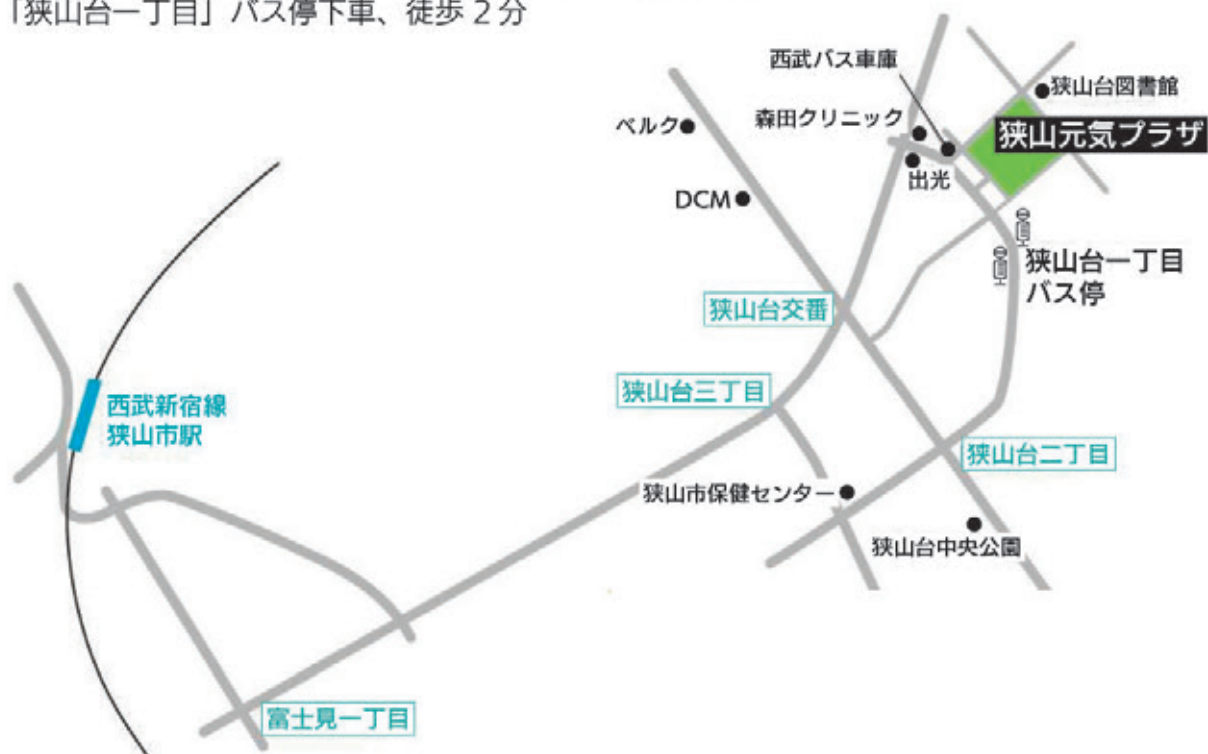 「狭山台一丁目」バス停下車、徒歩2分
西武バス車庫
狭山台図書館
ベルク
森田クリニック
狭山元気プラザ
出光
DCM
狭山台一丁目
バス停
狭山台交番
狭山台三丁目
西武新宿線
狭山市駅
狭山台二丁目
狭山市保健センター
狭山台中央公園
富士見一丁目